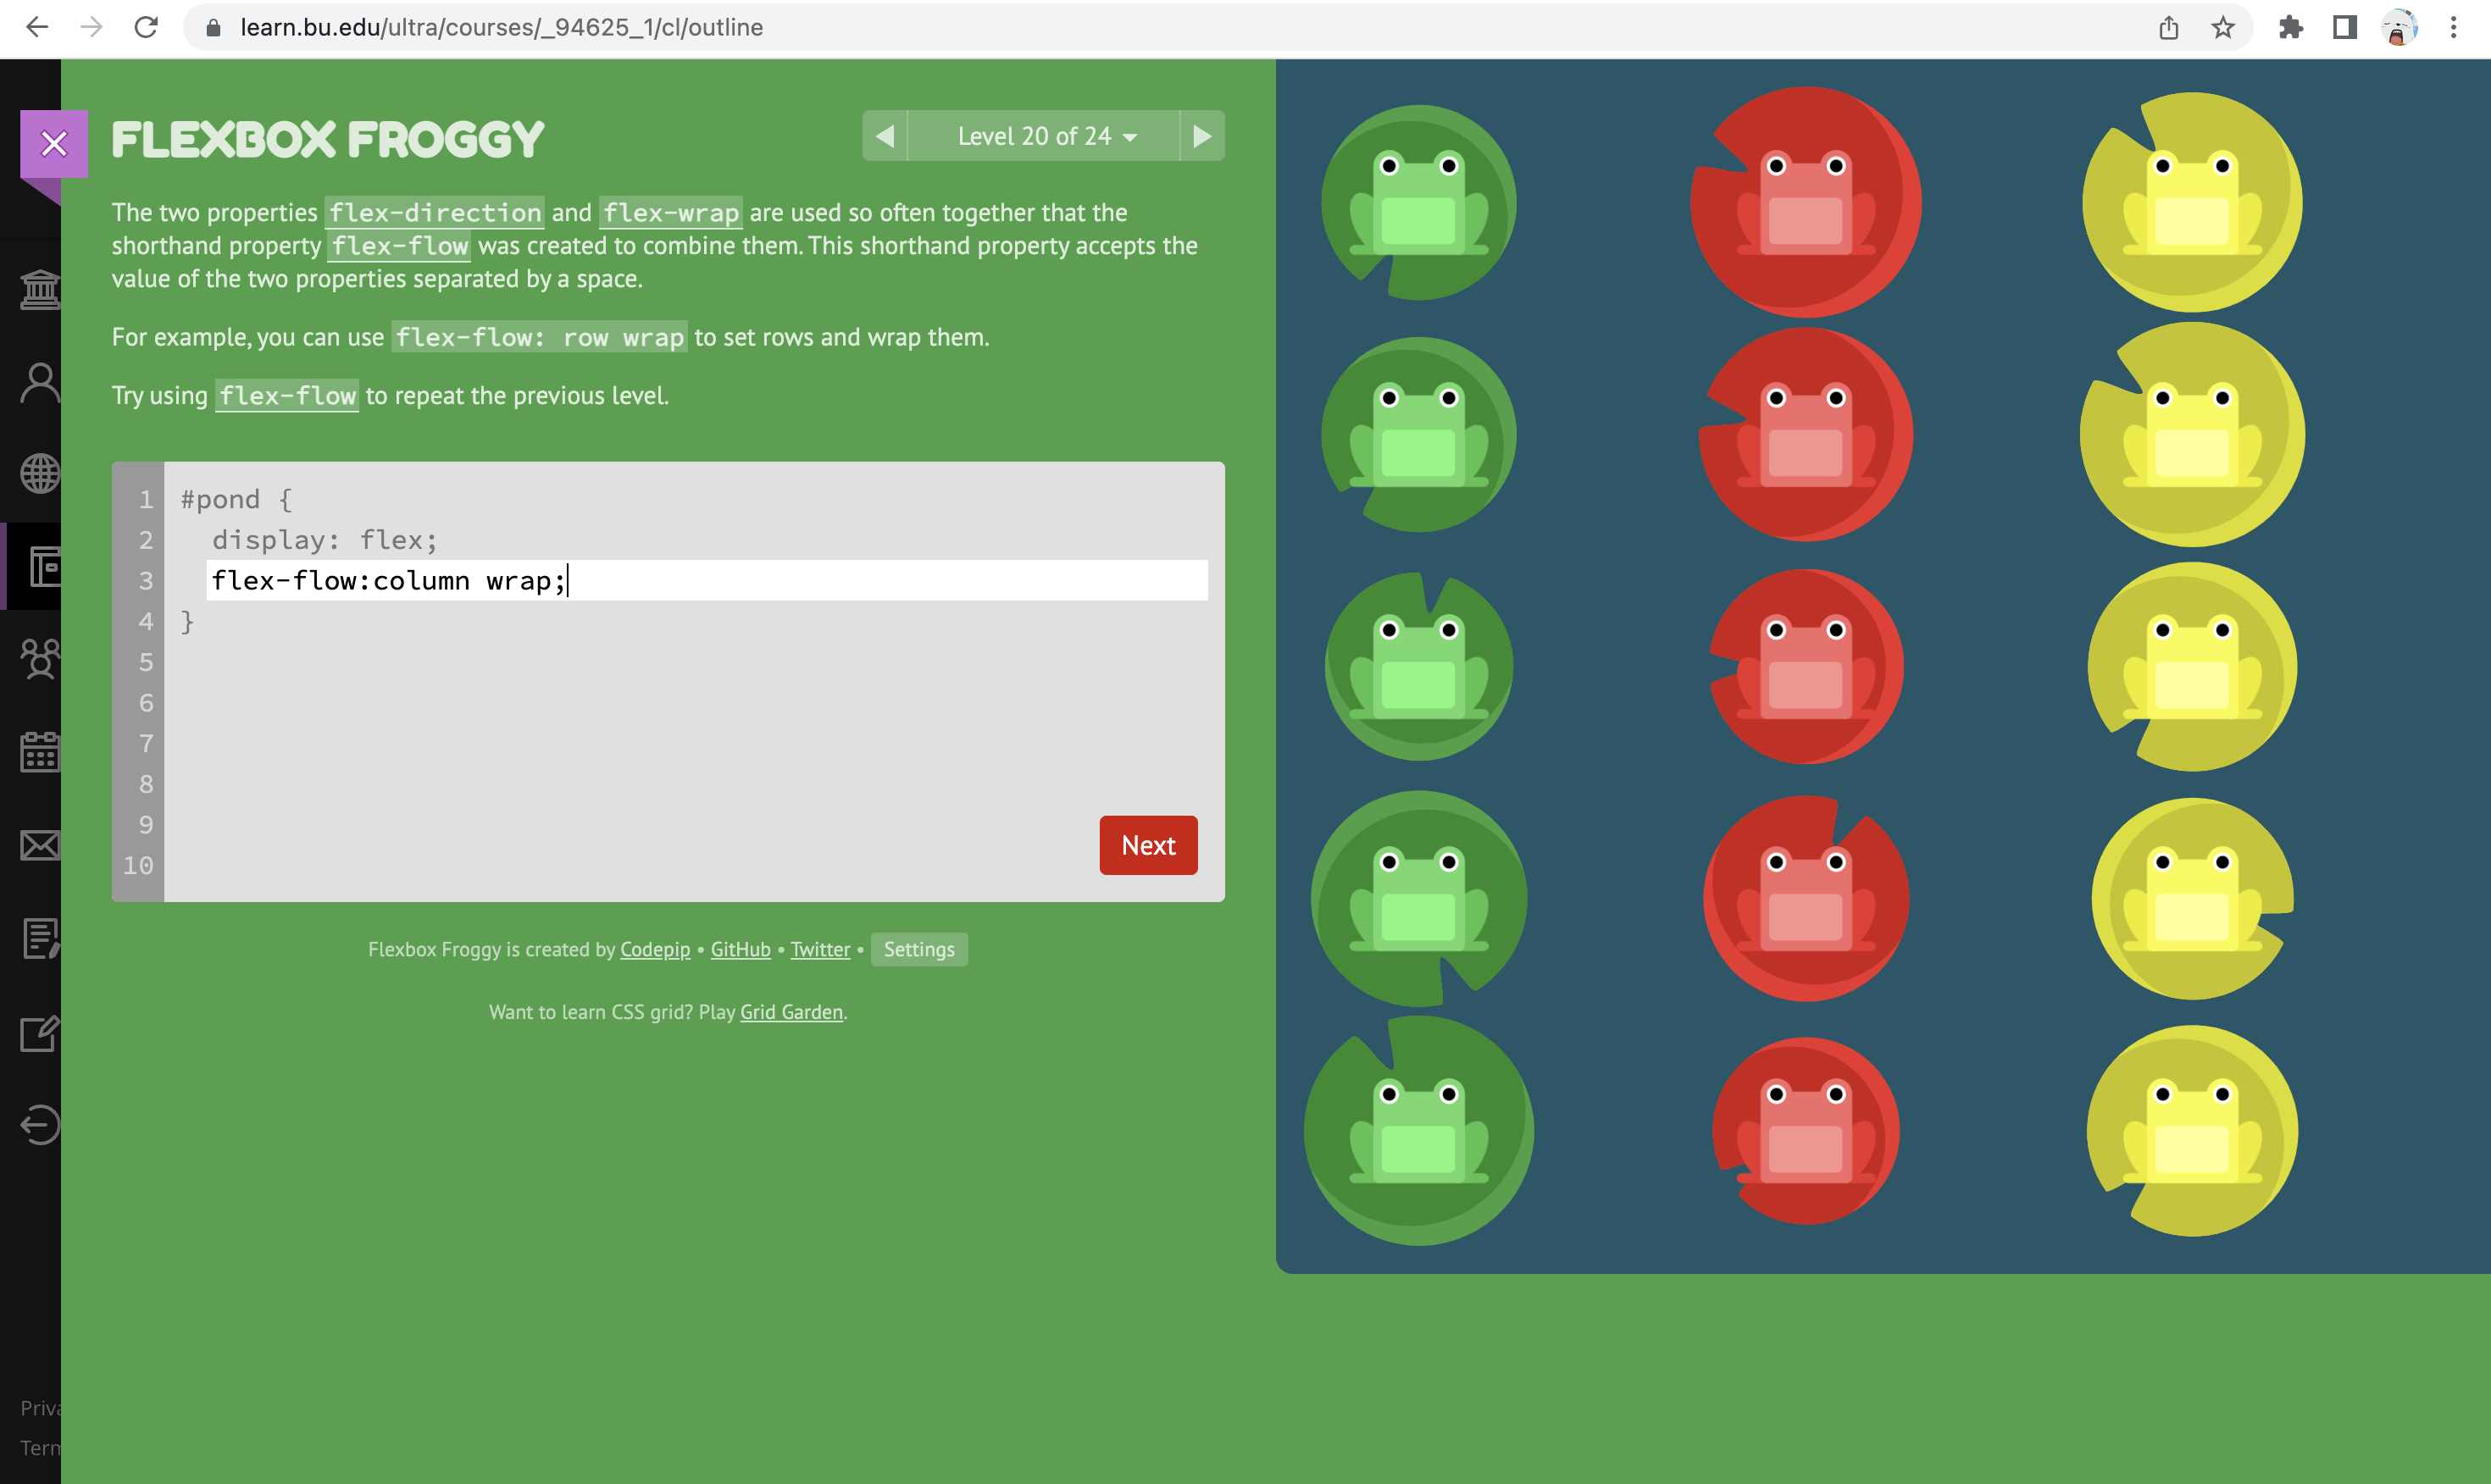 learn.bu.edu/ultra/courses/_94625_1/cl/outline
FLEXBOX FROGGY
Level 20 of 24
The two properties flex-direction and flex-wrap are used so often together that the
shorthand property flex-flow was created to combine them. This shorthand property accepts the
value of the two properties separated by a space.
For example, you can use flex-flow: row wrap to set rows and wrap them.
Try using flex-flow to repeat the previous level.
1 #pond {
2 display: flex;
3 flex-flow:column wrap;
4 }
5
6
7
8
9
10
Next
Flexbox Froggy is created by Codepip • GitHub • Twitter • Settings
Want to learn CSS grid? Play Grid Garden.
Priva
Term